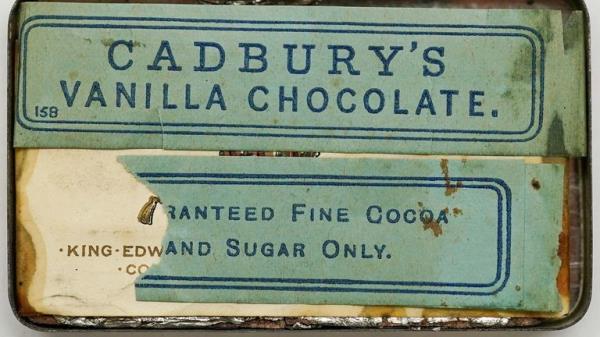 CADBURY'S
158 VANILLA CHOCOLATE.
RANTEED FINE COCOA
·KING·EDW AND SUGAR ONLY.
·CO